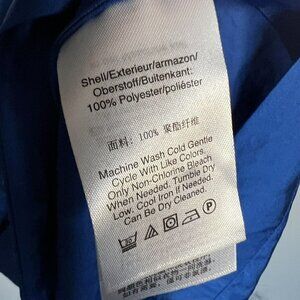 Shell/Exterieur/armazon/
Oberstoff/Buitenkant:
100% Polyester/poliéster
面料: 100% 聚酯纤维
Machine Wash Cold Gentle
Cycle With Like Colors.
Only Non-Chlorine Bleach
When Needed. Tumble Dry
Low. Cool Iron If Needed.
Can Be Dry Cleaned.